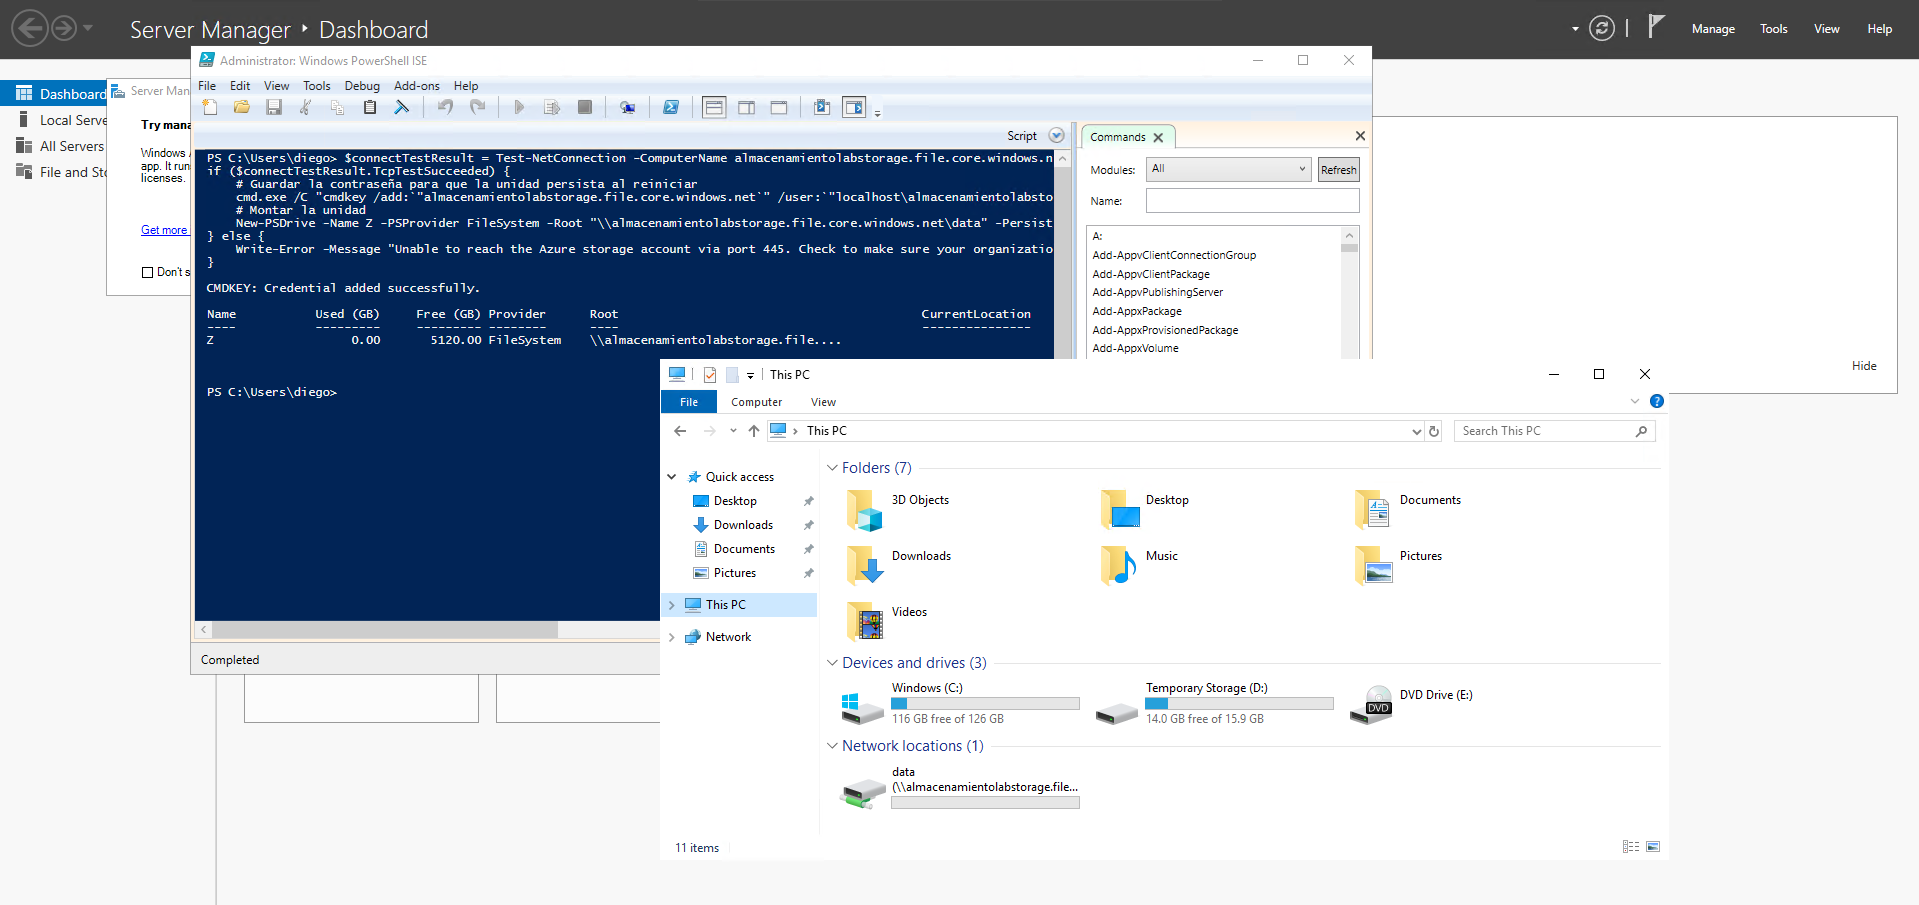 Server Manager ‣ Dashboard
Manage
Tools
View
Help
Dashboard
Local Serve
All Servers
File and Sto
Server Man
Try mana
Windows A
app. It run
licenses.
Get more
Don't s
Hide
Administrator: Windows PowerShell ISE
File Edit View Tools Debug Add-ons Help
Script
PS C:\Users\diego> $connectTestResult = Test-NetConnection -ComputerName almacenamientolabstorage.file.core.windows.n
if ($connectTestResult.TcpTestSucceeded) {
# Guardar la contraseña para que la unidad persista al reiniciar
cmd.exe /C "cmdkey /add:`"almacenamientolabstorage.file.core.windows.net`" /user:`"localhost\almacenamientolabsto
# Montar la unidad
New-PSDrive -Name Z -PSProvider FileSystem -Root "\\almacenamientolabstorage.file.core.windows.net\data" -Persist
} else {
Write-Error -Message "Unable to reach the Azure storage account via port 445. Check to make sure your organizatio
}
CMDKEY: Credential added successfully.
Name Used (GB) Free (GB) Provider Root CurrentLocation
---- --------- --------- -------- ---- ---------------
Z 0.00 5120.00 FileSystem \\almacenamientolabstorage.file....
PS C:\Users\diego>
Completed
Commands
Modules: All Refresh
Name:
A:
Add-AppvClientConnectionGroup
Add-AppvClientPackage
Add-AppvPublishingServer
Add-AppxPackage
Add-AppxProvisionedPackage
Add-AppxVolume
This PC
File Computer View
This PC
Search This PC
Quick access
Desktop
Downloads
Documents
Pictures
This PC
Network
Folders (7)
3D Objects
Desktop
Documents
Downloads
Music
Pictures
Videos
Devices and drives (3)
Windows (C:)
116 GB free of 126 GB
Temporary Storage (D:)
14.0 GB free of 15.9 GB
DVD Drive (E:)
DVD
Network locations (1)
data
(\\almacenamientolabstorage.file...
11 items